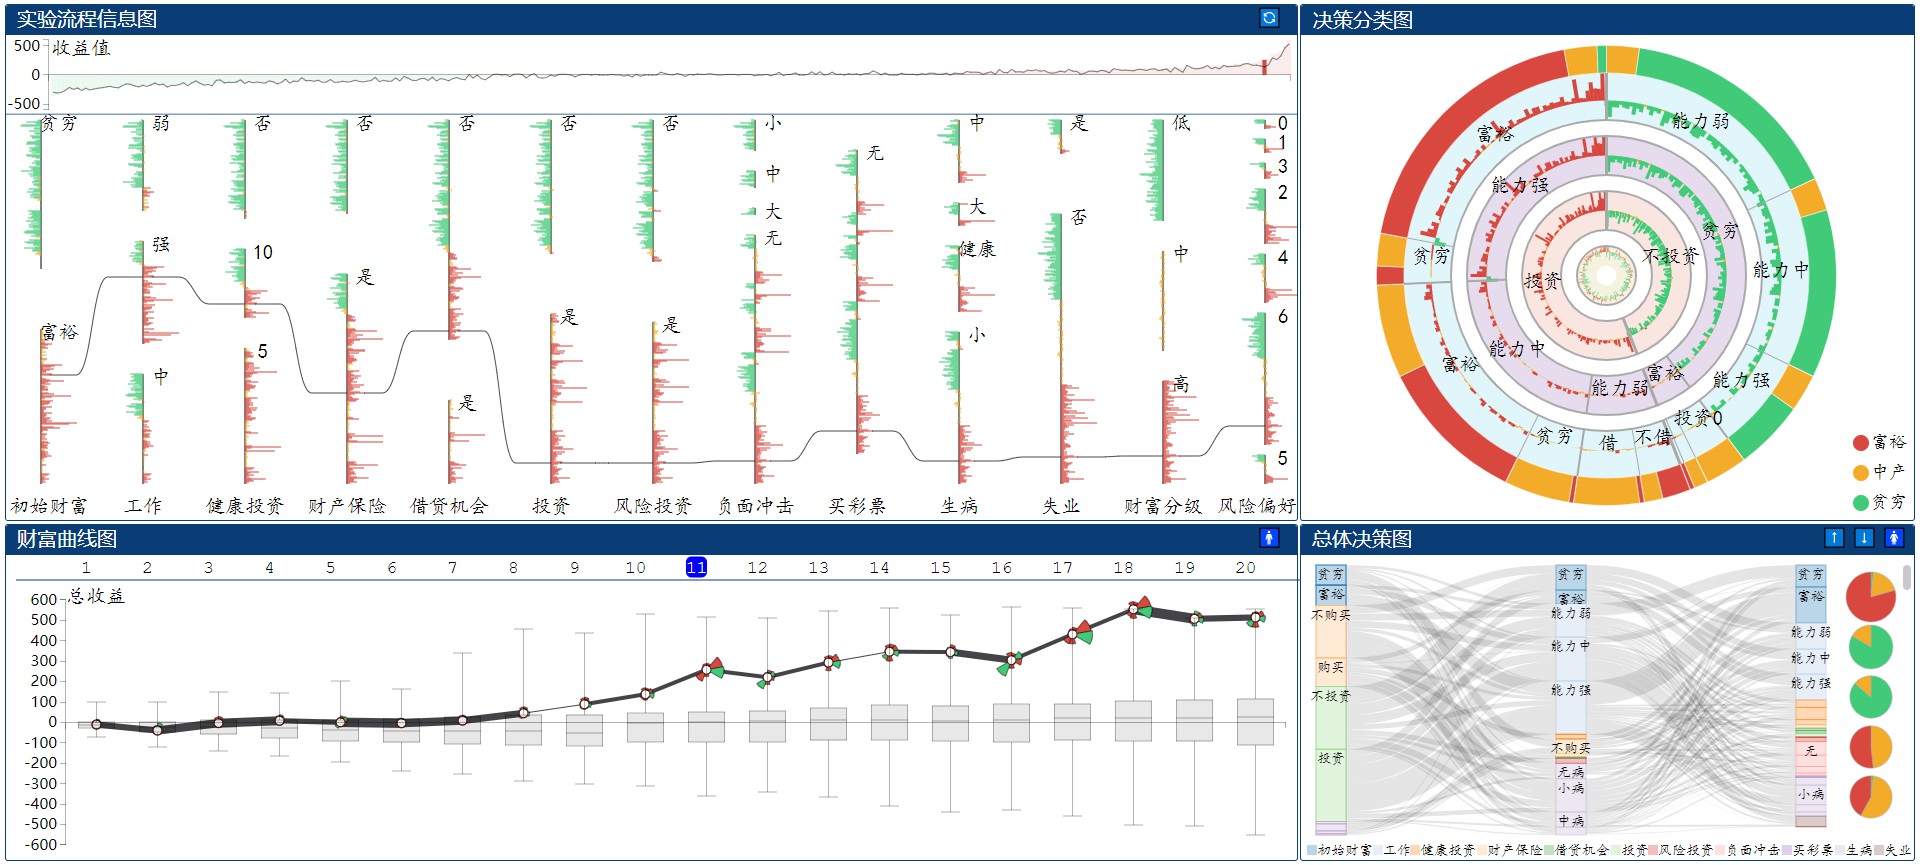 实验流程信息图
500
收益值
0
-500
贫穷 弱 否 否 否 否 否 小 中 是 低 0
1
无
3
中
2
大 大
否
无
强 健康
10 中 4
是
是 6
富裕 是 小
5
中 高
是
5
初始财富 工作 健康投资 财产保险 借贷机会 投资 风险投资 负面冲击 买彩票 生病 失业 财富分级 风险偏好
决策分类图
能力弱
富裕
能力强
贫穷
不投资
贫穷
能力中
投资
能力中
富裕
富裕
能力强
能力弱
投资0
贫穷 借 不借
富裕
中产
贫穷
财富曲线图
1 2 3 4 5 6 7 8 9 10 11 12 13 14 15 16 17 18 19 20
总收益
600
500
400
300
200
100
0
-100
-200
-300
-400
-500
-600
总体决策图
↑ ↓
贫穷 贫穷 贫穷
富裕 富裕 富裕
不购买 能力弱
能力弱
能力中
购买 能力中
不投资 能力强 能力强
不购买
投资 无
无病
小病 小病
中病
初始财富 工作 健康投资 财产保险 借贷机会 投资 风险投资 负面冲击 买彩票 生病 失业